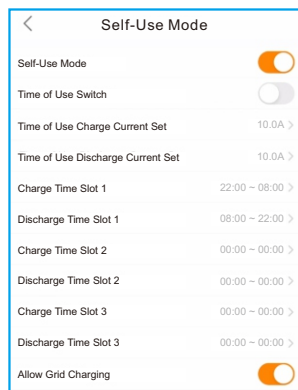 Self-Use Mode
Self-Use Mode
Time of Use Switch
Time of Use Charge Current Set 10.0A >
Time of Use Discharge Current Set 10.0A >
Charge Time Slot 1 22:00 ~ 08:00 >
Discharge Time Slot 1 08:00 ~ 22:00 >
Charge Time Slot 2 00:00 ~ 00:00 >
Discharge Time Slot 2 00:00 ~ 00:00 >
Charge Time Slot 3 00:00 ~ 00:00 >
Discharge Time Slot 3 00:00 ~ 00:00 >
Allow Grid Charging